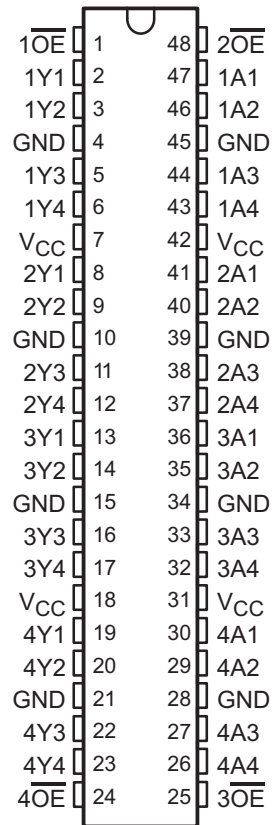 1O̅E̅ 1 48 2O̅E̅
1Y1 2 47 1A1
1Y2 3 46 1A2
GND 4 45 GND
1Y3 5 44 1A3
1Y4 6 43 1A4
VCC 7 42 VCC
2Y1 8 41 2A1
2Y2 9 40 2A2
GND 10 39 GND
2Y3 11 38 2A3
2Y4 12 37 2A4
3Y1 13 36 3A1
3Y2 14 35 3A2
GND 15 34 GND
3Y3 16 33 3A3
3Y4 17 32 3A4
VCC 18 31 VCC
4Y1 19 30 4A1
4Y2 20 29 4A2
GND 21 28 GND
4Y3 22 27 4A3
4Y4 23 26 4A4
4O̅E̅ 24 25 3O̅E̅